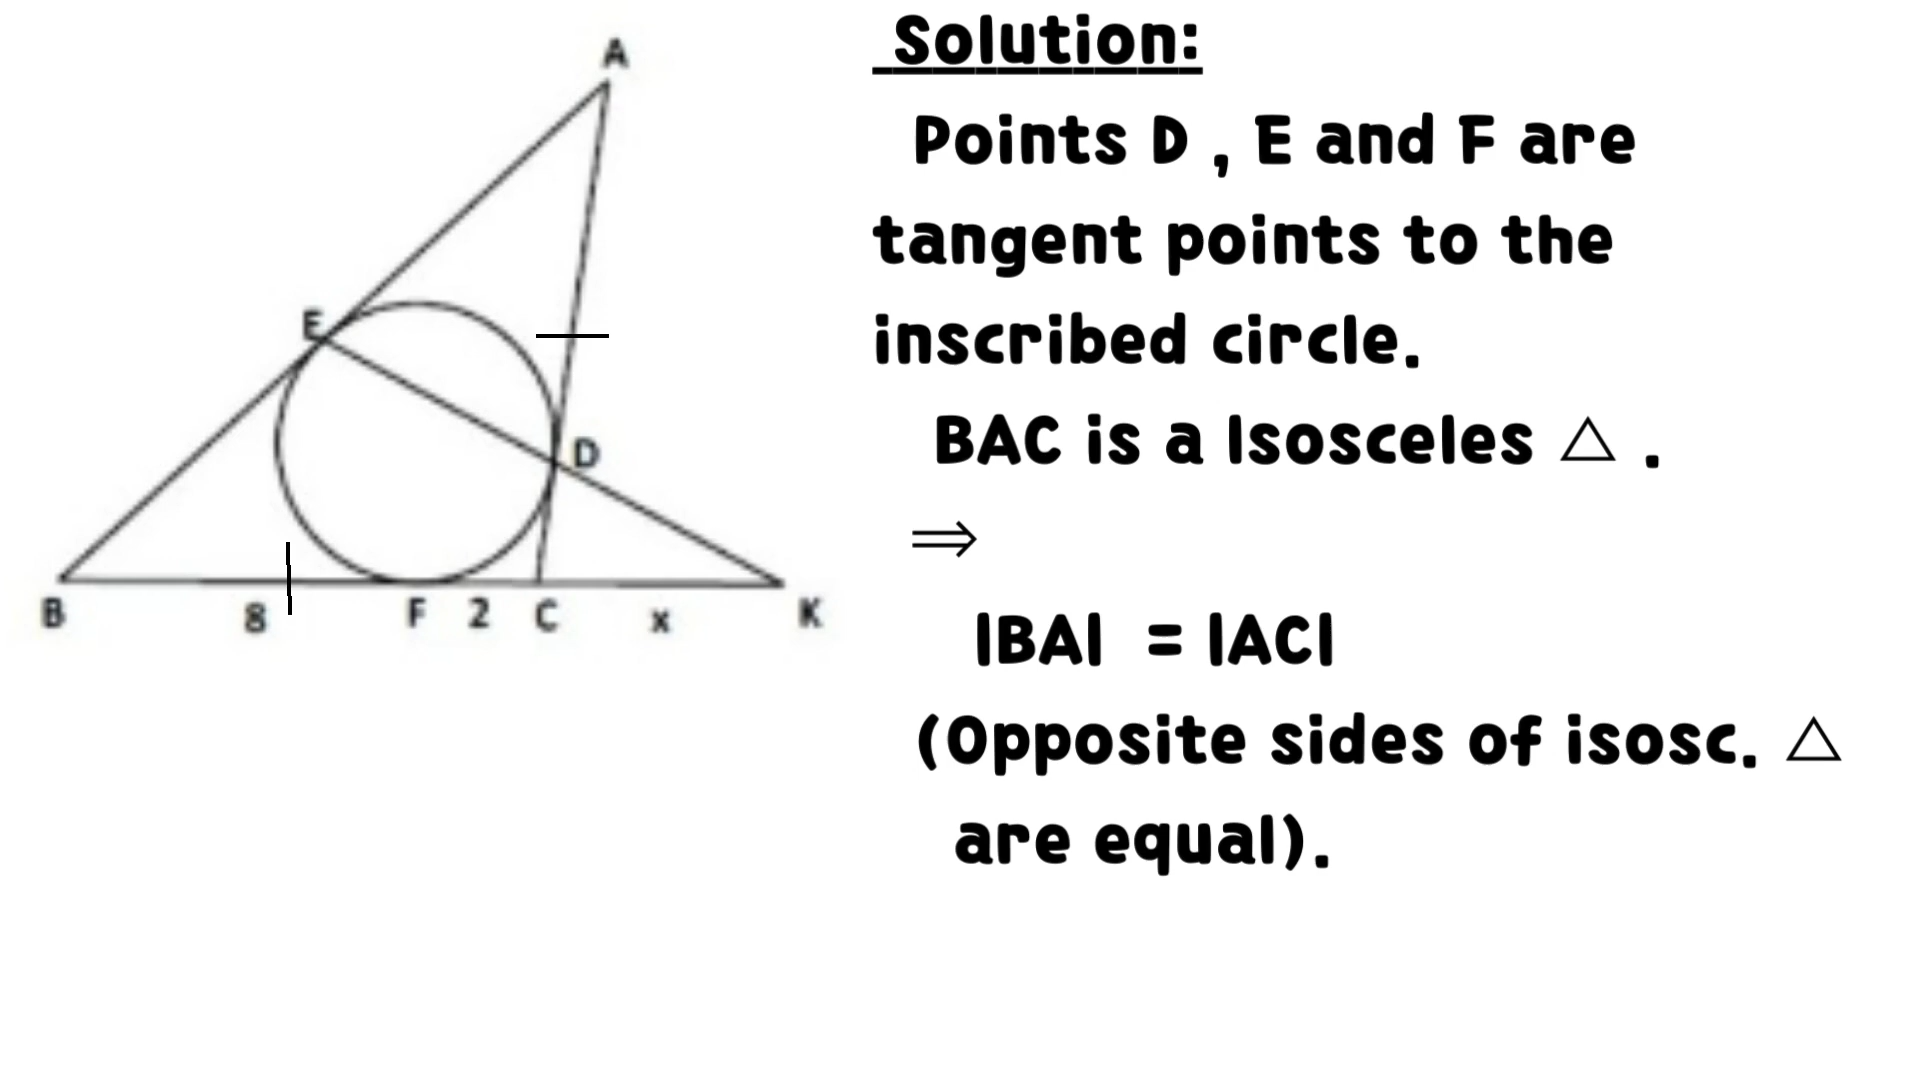 A
E
D
B
8
F
2
C
x
K
Solution:
Points D , E and F are
tangent points to the
inscribed circle.
BAC is a Isosceles △ .
⇒
|BA| = |AC|
(Opposite sides of isosc. △
are equal).